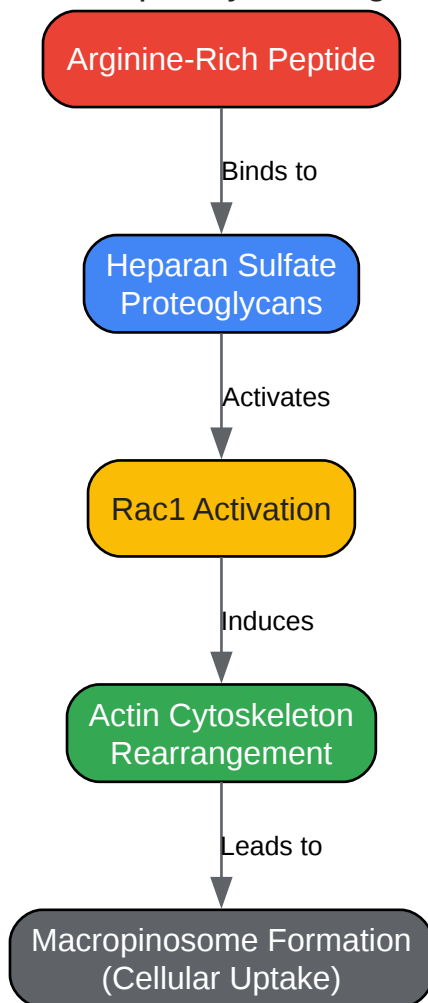 Arginine-Rich Peptide
Binds to
Heparan Sulfate
Proteoglycans
Activates
Rac1 Activation
Induces
Actin Cytoskeleton
Rearrangement
Leads to
Macropinosome Formation
(Cellular Uptake)